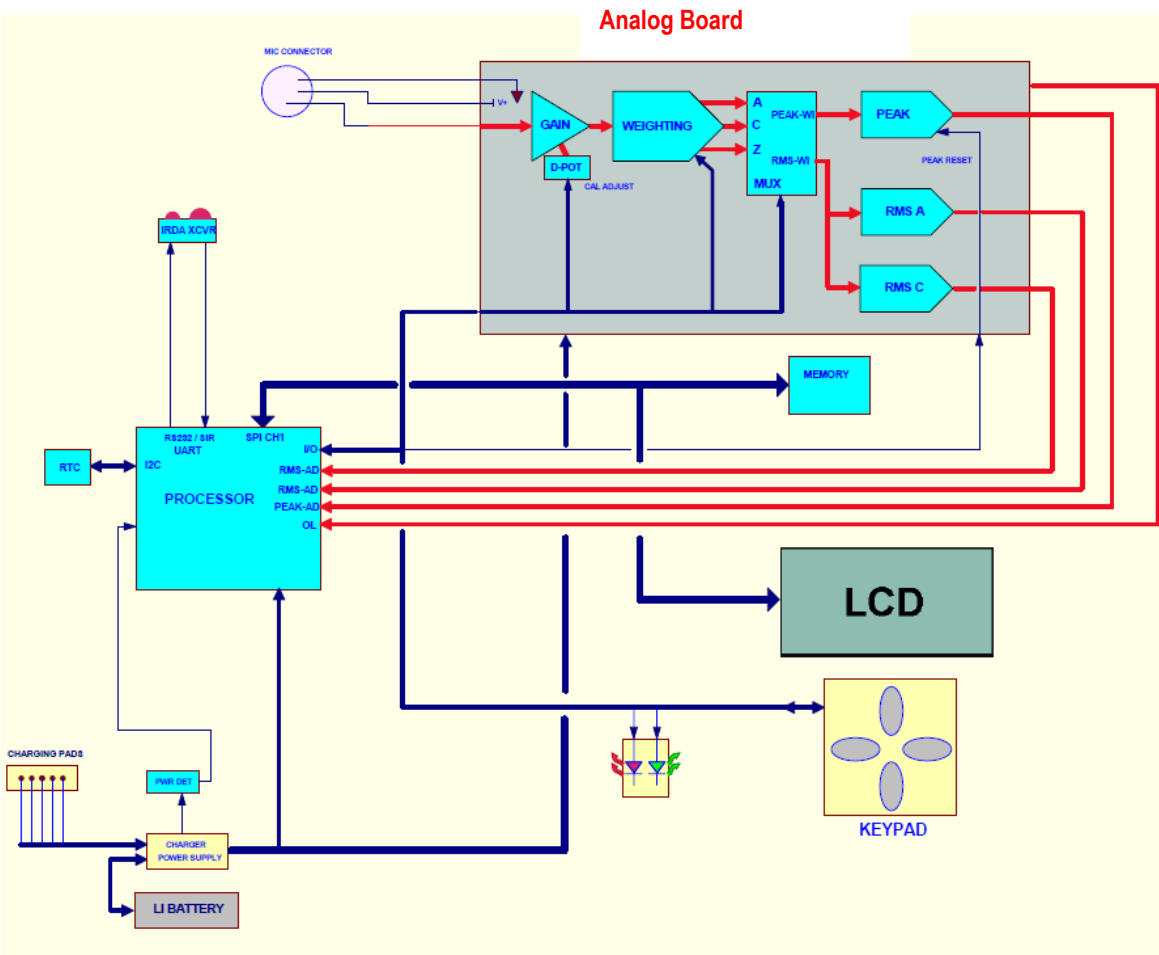 Analog Board
MIC CONNECTOR
V+
GAIN
WEIGHTING
A
C
Z
PEAK-WI
RMS-WI
MUX
PEAK
D-POT
CAL ADJUST
PEAK RESET
RMS A
RMS C
IRDA XCVR
MEMORY
RS232 / SIR
UART
SPI CH1
I/O
RTC
I2C
RMS-AD
RMS-AD
PEAK-AD
OL
PROCESSOR
LCD
CHARGING PADS
PWR DET
CHARGER
POWER SUPPLY
LI BATTERY
KEYPAD